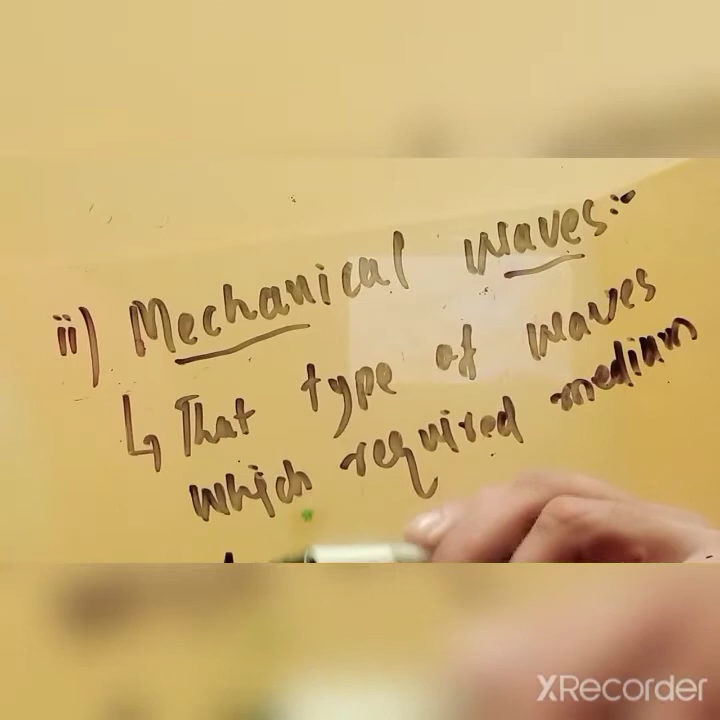 ii) Mechanical waves:-
↳ That type of waves
which required medium
XRecorder